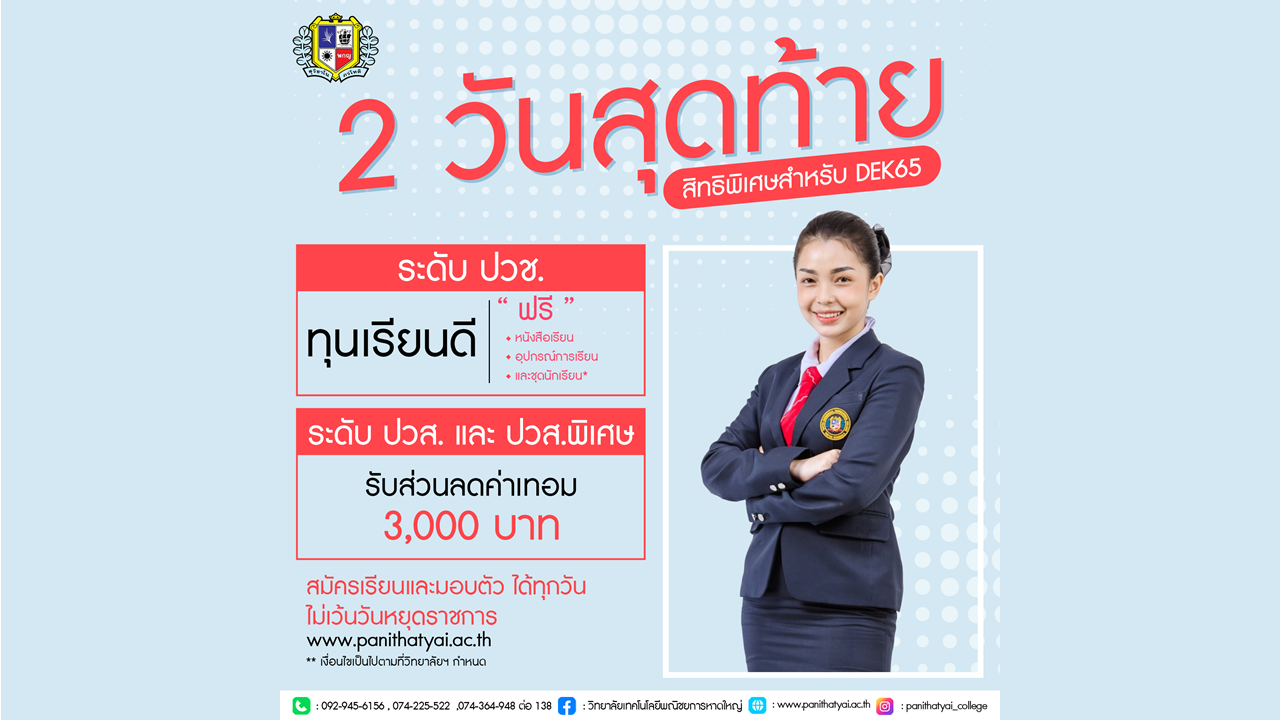 พกญ
2 วันสุดท้าย
สิทธิพิเศษสำหรับ DEK65
ระดับ ปวช.
ทุนเรียนดี
“ ฟรี ”
• หนังสือเรียน
• อุปกรณ์การเรียน
• และชุดนักเรียน*
ระดับ ปวส. และ ปวส.พิเศษ
รับส่วนลดค่าเทอม
3,000 บาท
สมัครเรียนและมอบตัว ได้ทุกวัน
ไม่เว้นวันหยุดราชการ
www.panithatyai.ac.th
** เงื่อนไขเป็นไปตามที่วิทยาลัยฯ กำหนด
: 092-945-6156 , 074-225-522 ,074-364-948 ต่อ 138 : วิทยาลัยเทคโนโลยีพณิชยการหาดใหญ่ : www.panithatyai.ac.th : panithatyai_college